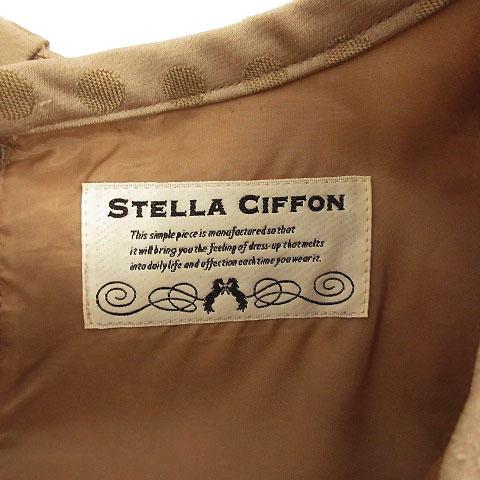 STELLA CIFFON
This simple piece is manufactured so that
it will bring you the feeling of dress-up that melts
into daily life and affection each time you wear it.